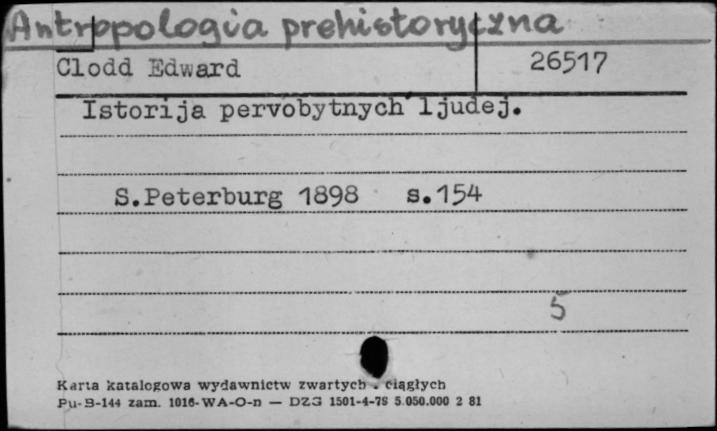 Antropologia prehistoryczna
Clodd Edward 26517
Istorija pervobytnych ljudej.
S.Peterburg 1898 s.154
5
Karta katalogowa wydawnictw zwartych . ciągłych
Pu-B-144 zam. 1016-WA-O-n — DZG 1501-4-78 5.050.000 2 81